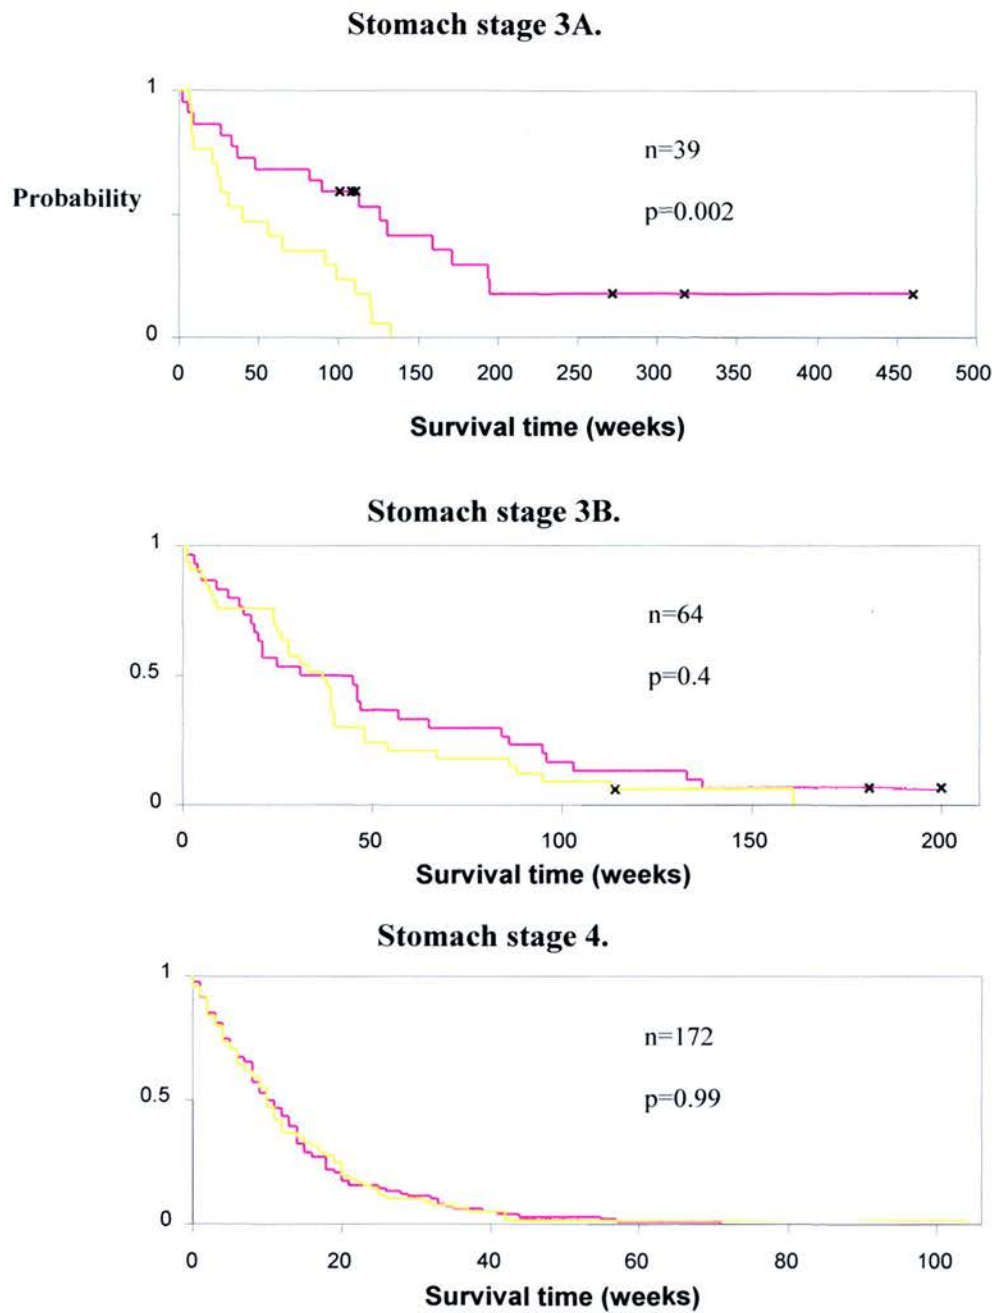 Stomach stage 3A.
1
n=39
Probability
p=0.002
0
0 50 100 150 200 250 300 350 400 450 500
Survival time (weeks)
Stomach stage 3B.
1
n=64
0.5
p=0.4
0
0 50 100 150 200
Survival time (weeks)
Stomach stage 4.
1
n=172
0.5
p=0.99
0
0 20 40 60 80 100
Survival time (weeks)